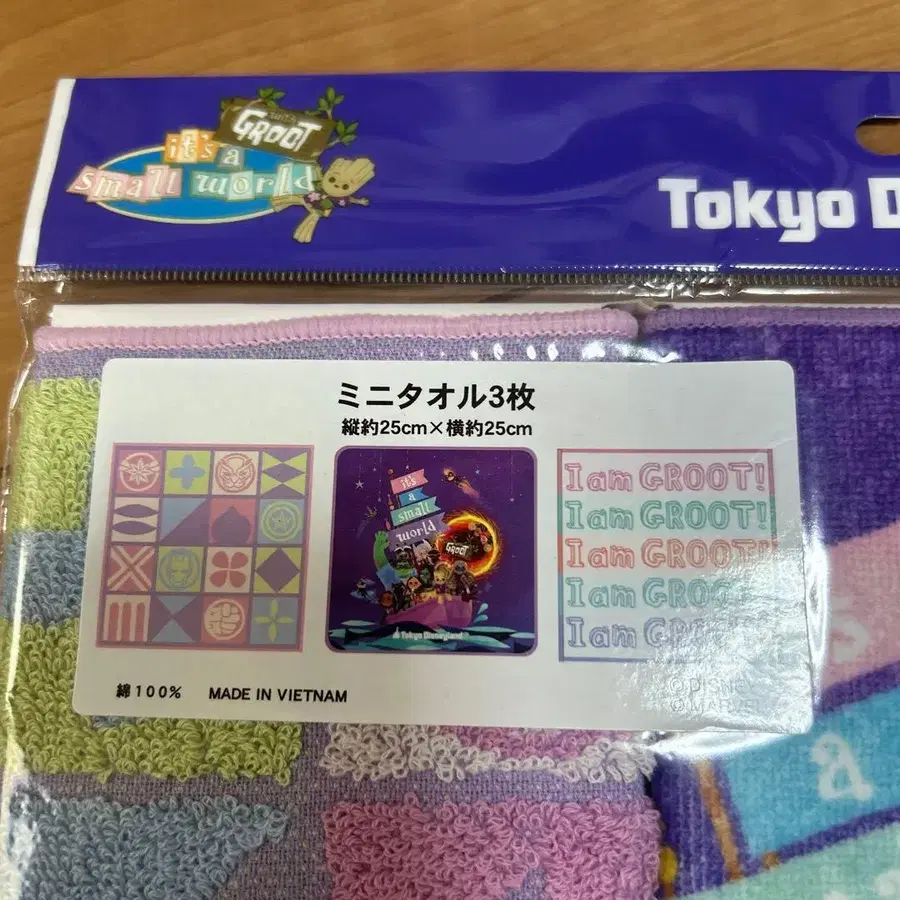 with
GROOT
it's a
small world
Tokyo D
ミニタオル3枚
縦約25cm×横約25cm
it's
a
small
world
GROOT
Tokyo Disneyland
I am GROOT!
I am GROOT!
I am GROOT!
I am GROOT
I am GROOT
綿100%  MADE IN VIETNAM
©DISNEY
©MARVEL
s
a